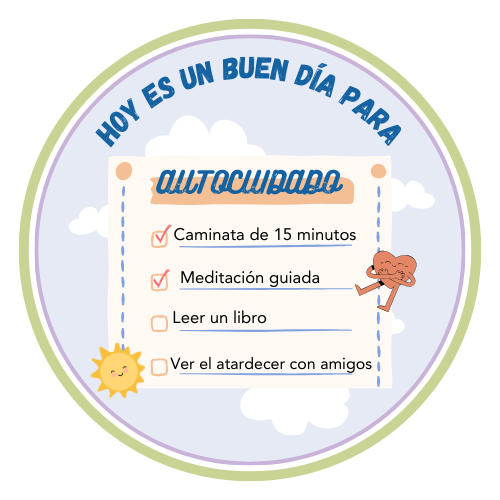 HOY ES UN BUEN DÍA PARA
AUTOCUIDADO
Caminata de 15 minutos
Meditación guiada
Leer un libro
Ver el atardecer con amigos